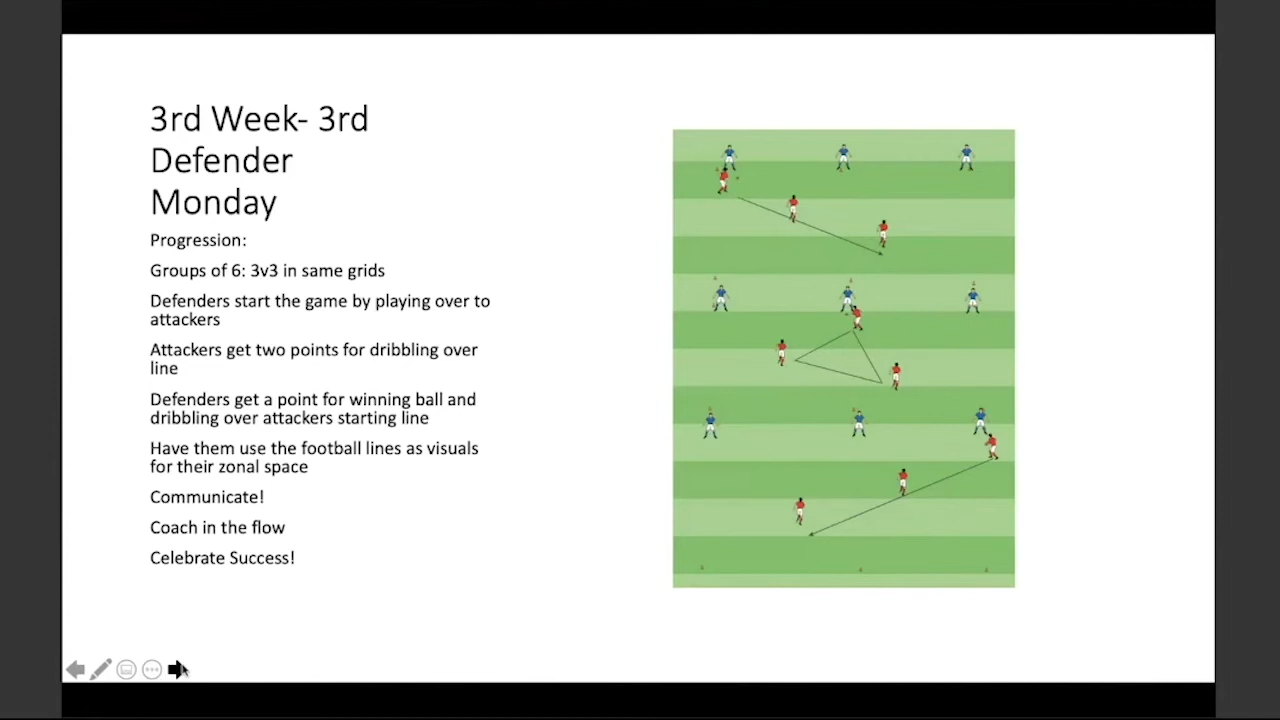 3rd Week- 3rd
Defender
Monday
Progression:
Groups of 6: 3v3 in same grids
Defenders start the game by playing over to
attackers
Attackers get two points for dribbling over
line
Defenders get a point for winning ball and
dribbling over attackers starting line
Have them use the football lines as visuals
for their zonal space
Communicate!
Coach in the flow
Celebrate Success!